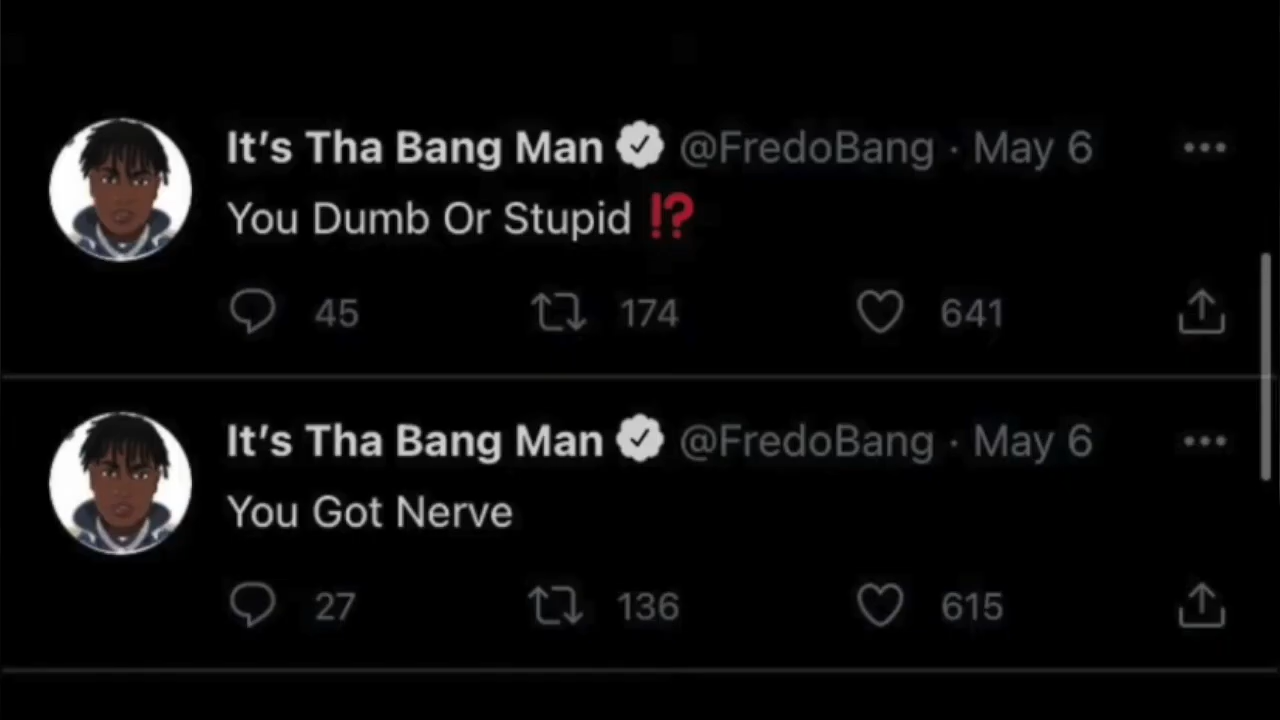 It's Tha Bang Man @FredoBang · May 6
You Dumb Or Stupid ⁉️
45 174 641
It's Tha Bang Man @FredoBang · May 6
You Got Nerve
27 136 615